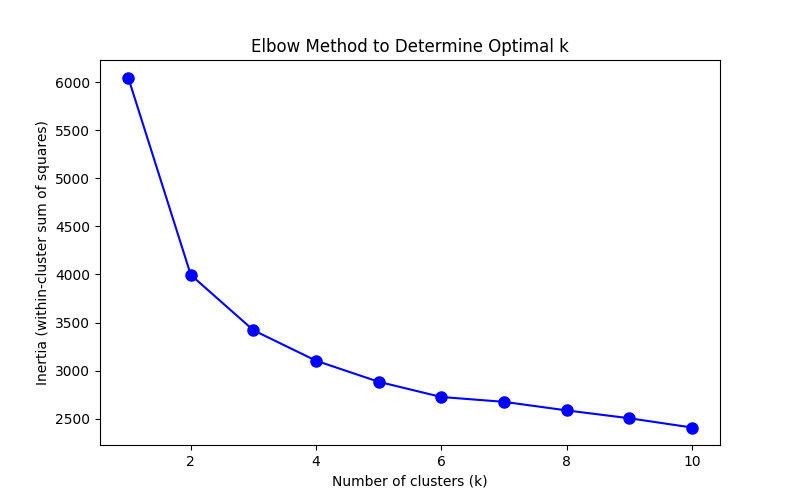 Elbow Method to Determine Optimal k
Inertia (within-cluster sum of squares)
6000
5500
5000
4500
4000
3500
3000
2500
2 4 6 8 10
Number of clusters (k)